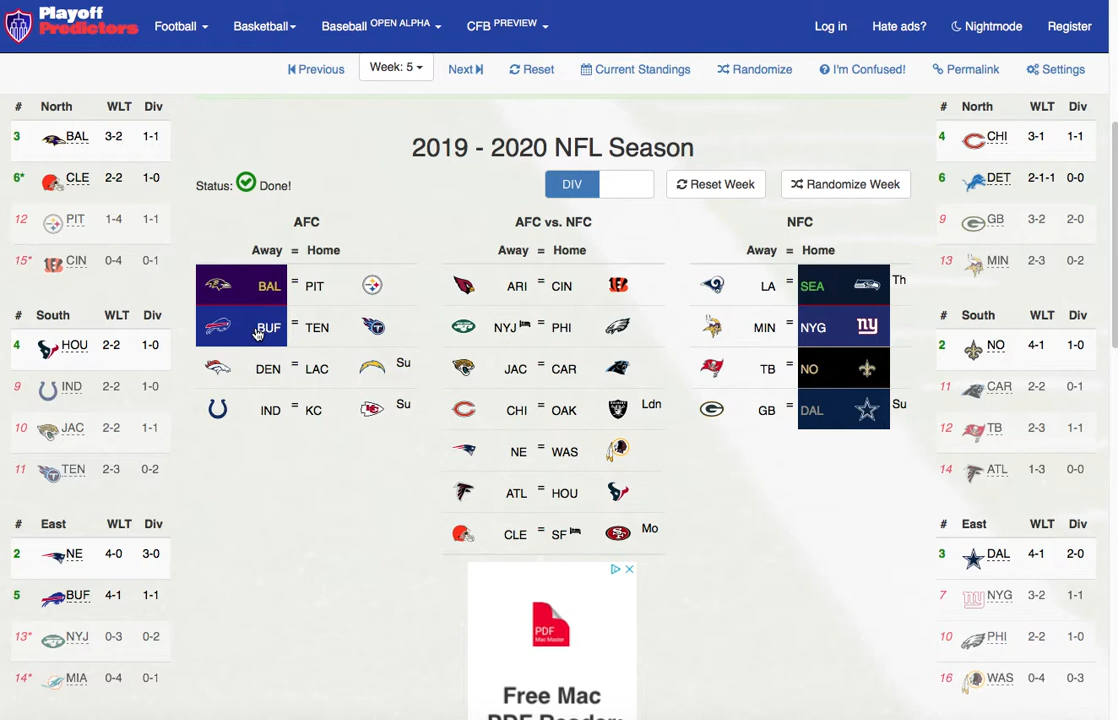 Playoff Predictors
Football Basketball Baseball OPEN ALPHA CFB PREVIEW Log in Hate ads? Nightmode Register
Previous Week: 5 Next Reset Current Standings Randomize I'm Confused! Permalink Settings
# North WLT Div
3 BAL 3-2 1-1
6* CLE 2-2 1-0
12 PIT 1-4 1-1
15* CIN 0-4 0-1
# South WLT Div
4 HOU 2-2 1-0
9 IND 2-2 1-0
10 JAC 2-2 1-1
11 TEN 2-3 0-2
# East WLT Div
2 NE 4-0 3-0
5 BUF 4-1 1-1
13* NYJ 0-3 0-2
14* MIA 0-4 0-1
2019 - 2020 NFL Season
Status: Done! DIV Reset Week Randomize Week
AFC
Away = Home
BAL = PIT
BUF = TEN
DEN = LAC Su
IND = KC Su
AFC vs. NFC
Away = Home
ARI = CIN
NYJ = PHI
JAC = CAR
CHI = OAK Ldn
NE = WAS
ATL = HOU
CLE = SF Mo
NFC
Away = Home
LA = SEA Th
MIN = NYG
TB = NO
GB = DAL Su
PDF
Mac Master
Free Mac
PDF Reader:
# North WLT Div
4 CHI 3-1 1-1
6 DET 2-1-1 0-0
9 GB 3-2 2-0
13 MIN 2-3 0-2
# South WLT Div
2 NO 4-1 1-0
11 CAR 2-2 0-1
12 TB 2-3 1-1
14 ATL 1-3 0-0
# East WLT Div
3 DAL 4-1 2-0
7 NYG 3-2 1-1
10 PHI 2-2 1-0
16 WAS 0-4 0-3